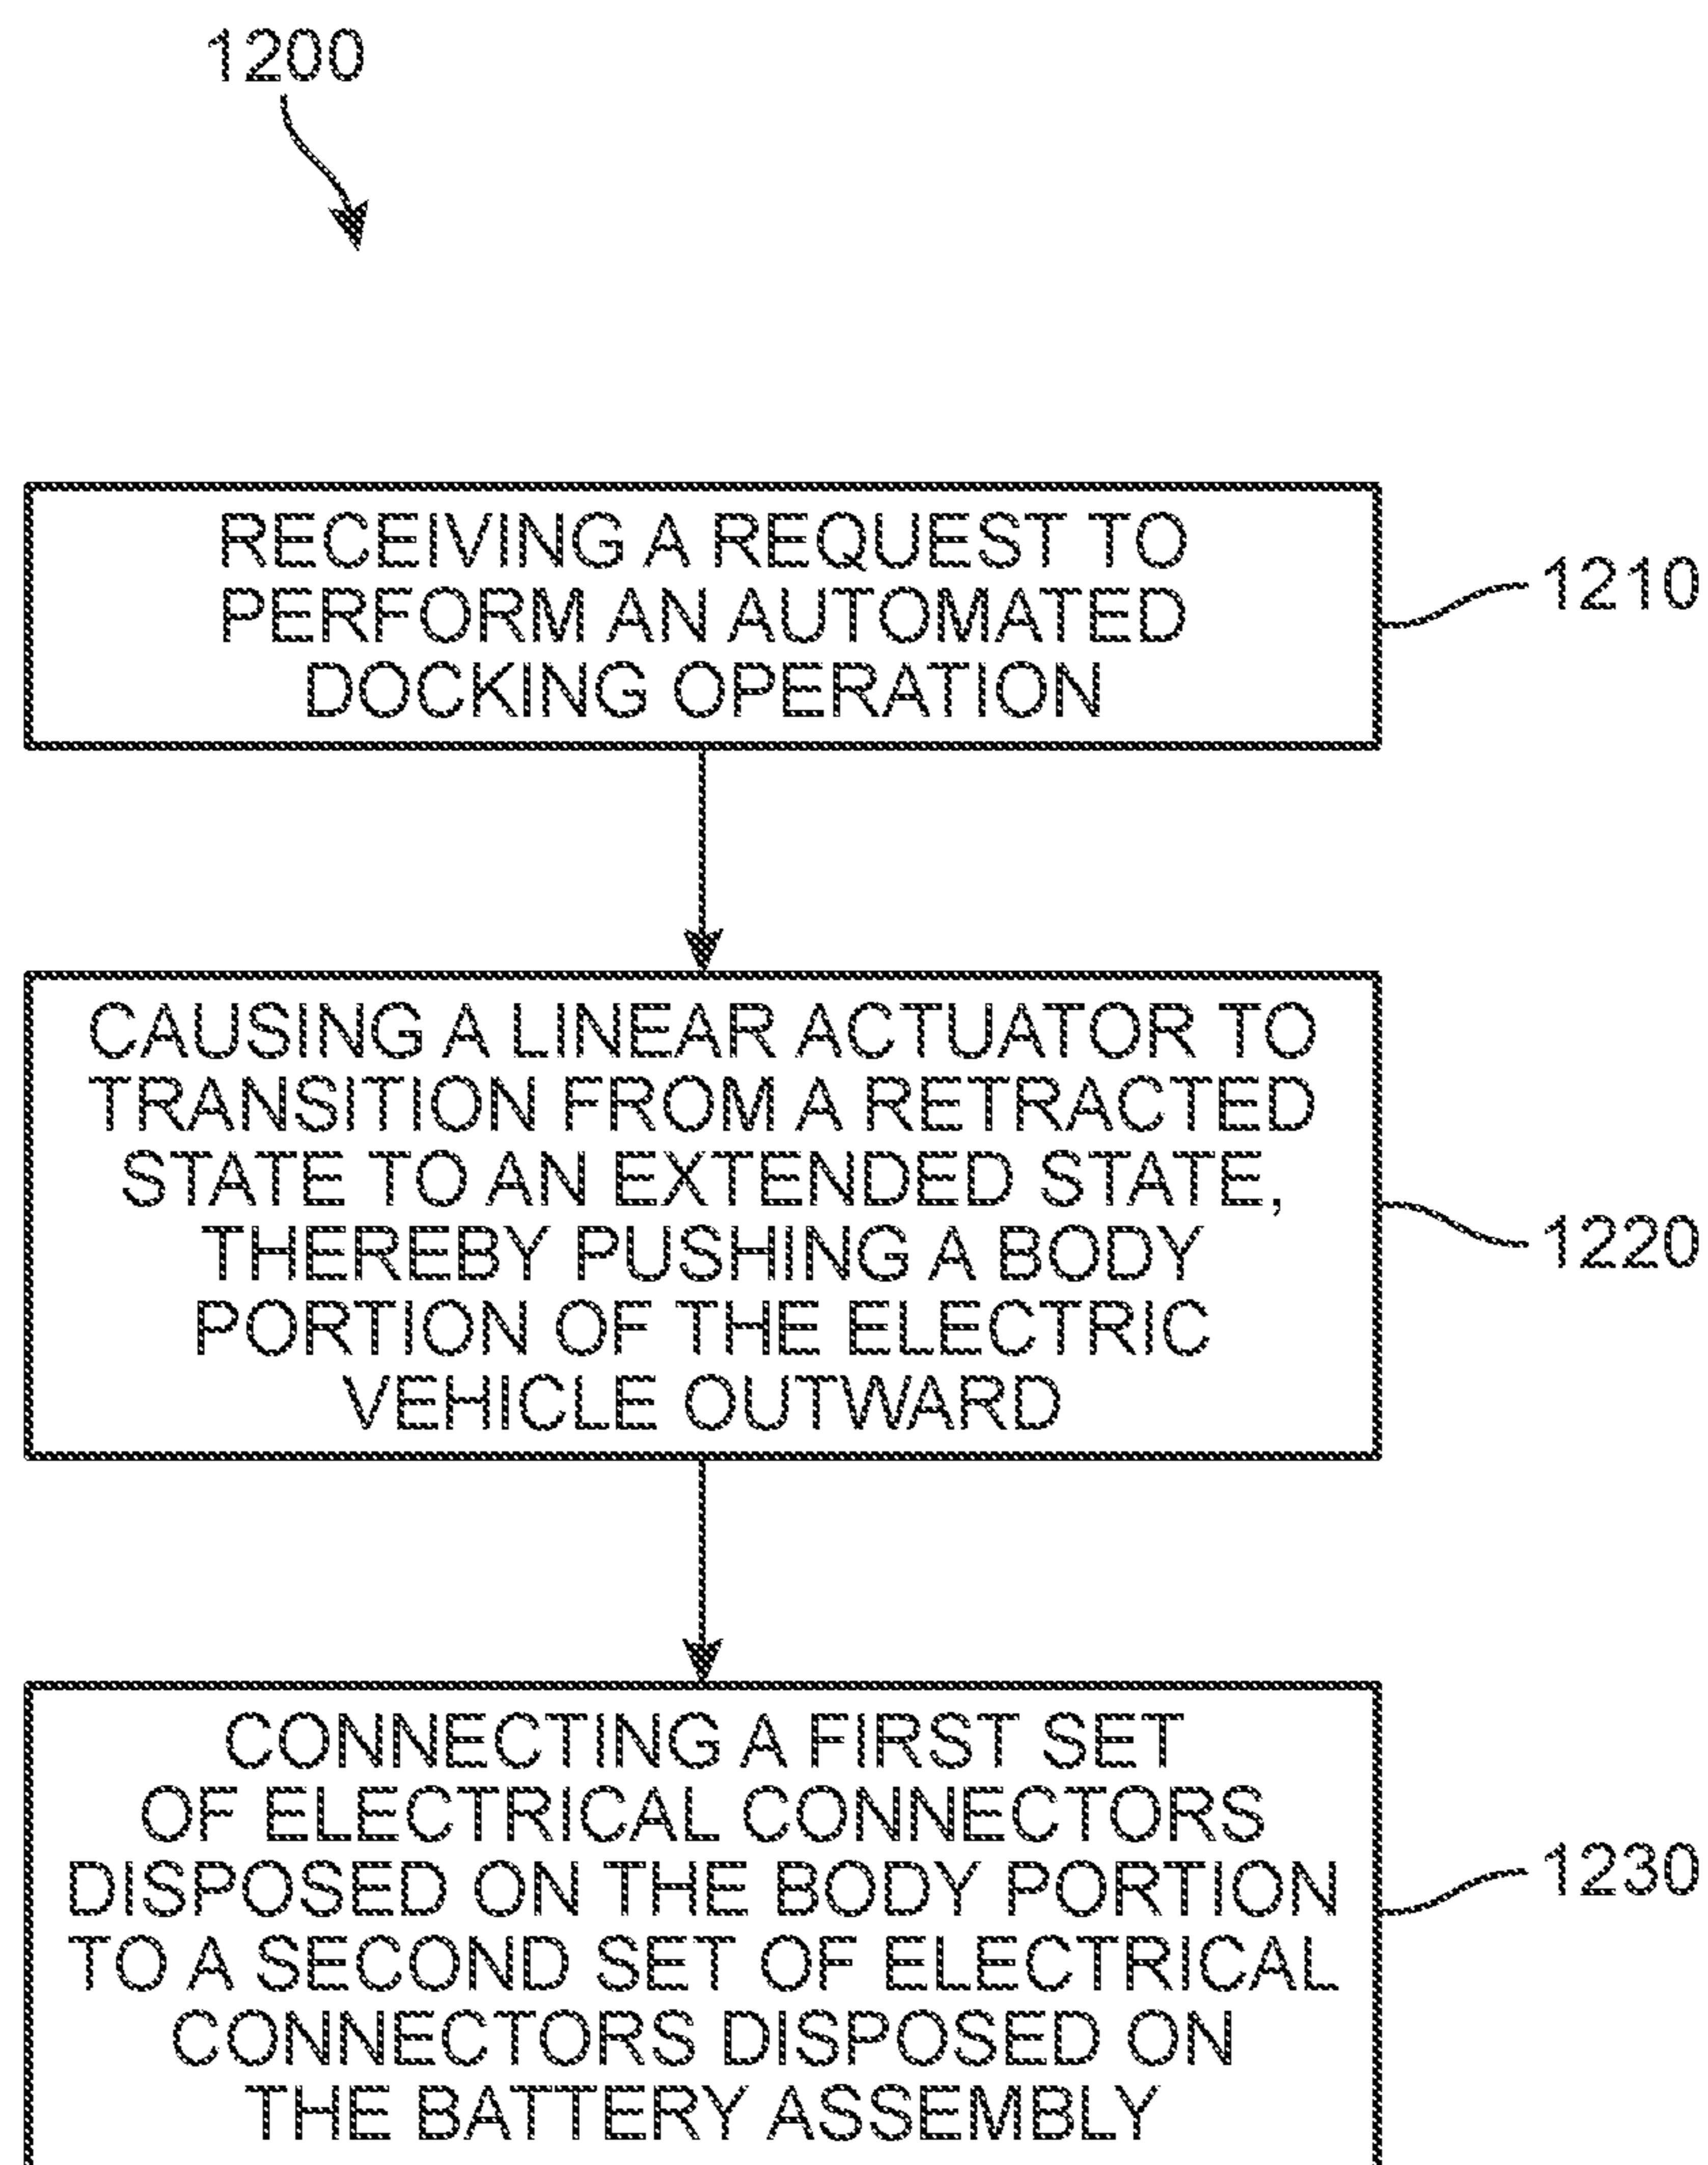 1200
RECEIVING A REQUEST TO
PERFORM AN AUTOMATED
DOCKING OPERATION
1210
CAUSING A LINEAR ACTUATOR TO
TRANSITION FROM A RETRACTED
STATE TO AN EXTENDED STATE,
THEREBY PUSHING A BODY
PORTION OF THE ELECTRIC
VEHICLE OUTWARD
1220
CONNECTING A FIRST SET
OF ELECTRICAL CONNECTORS
DISPOSED ON THE BODY PORTION
TO A SECOND SET OF ELECTRICAL
CONNECTORS DISPOSED ON
THE BATTERY ASSEMBLY
1230